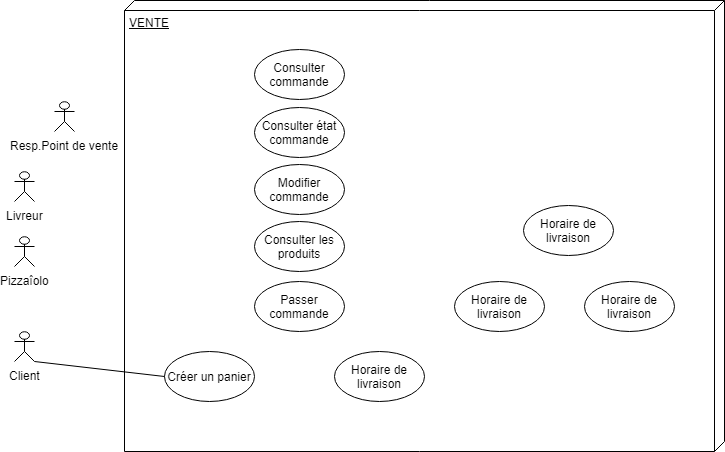 VENTE
Consulter
commande
Consulter état
commande
Resp.Point de vente
Modifier
commande
Livreur
Horaire de
livraison
Consulter les
produits
Pizzaîolo
Passer
commande
Horaire de
livraison
Horaire de
livraison
Client
Créer un panier
Horaire de
livraison